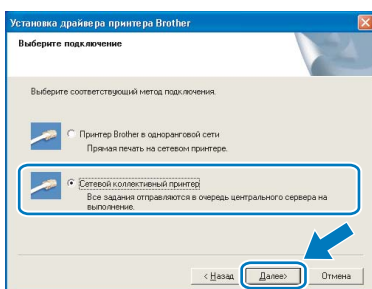 Установка драйвера принтера Brother
Выберите подключение
Выберите соответствующий метод подключения.
Принтер Brother в одноранговой сети
Прямая печать на сетевом принтере.
Сетевой коллективный принтер
Все задания отправляются в очередь центрального сервера на
выполнение.
< Назад Далее> Отмена